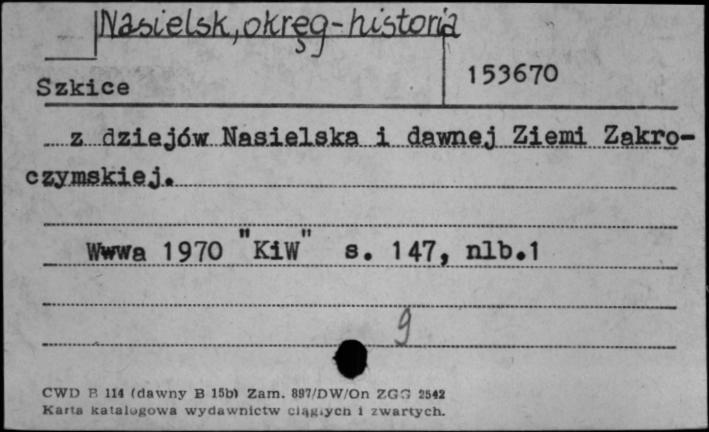 Nasielsk, okręg-historia
Szkice
153670
z dziejów Nasielska i dawnej Ziemi Zakro-
czymskiej.
Wwwa 1970 "KiW" s. 147, nlb.1
9
CWD B 114 (dawny B 15b) Zam. 897/DW/On ZGG 2542
Karta katalogowa wydawnictw ciągłych i zwartych.